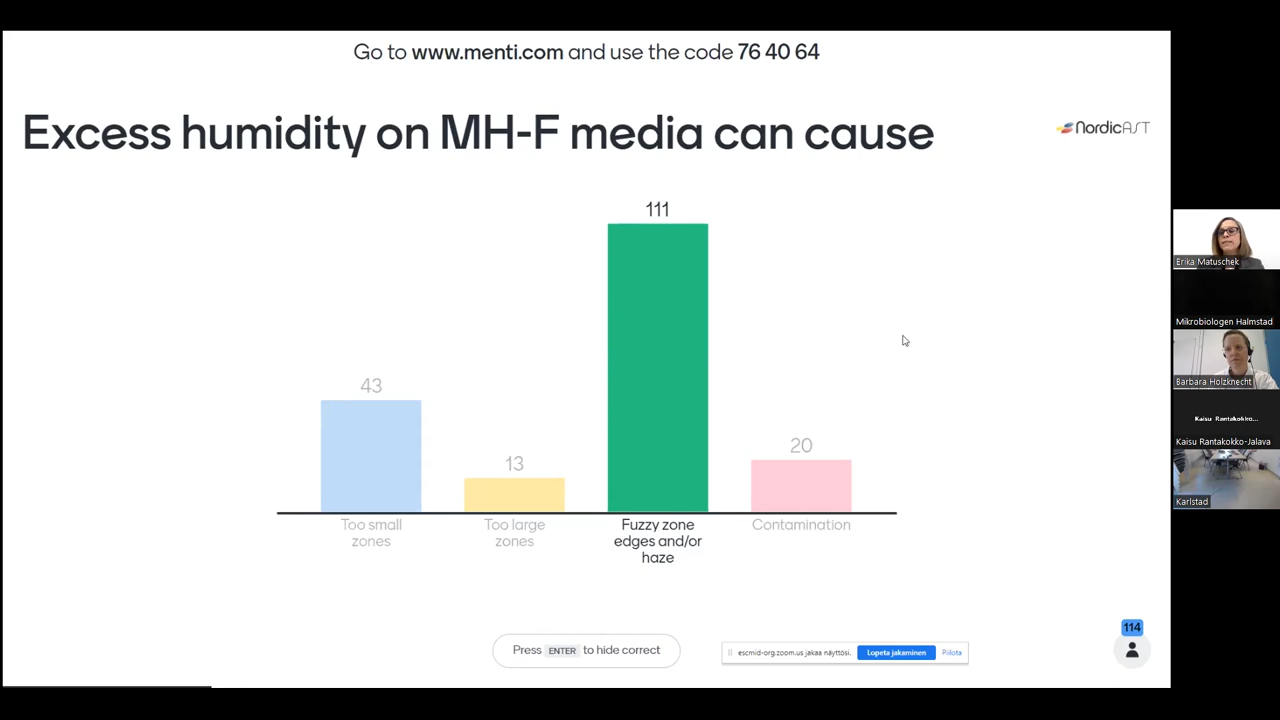 Go to www.menti.com and use the code 76 40 64
Excess humidity on MH-F media can cause
NordicAST
111
43
13
20
Too small
zones
Too large
zones
Fuzzy zone
edges and/or
haze
Contamination
Press ENTER to hide correct
escmid-org.zoom.us jakaa näyttösi.
Lopeta jakaminen
Piilota
114
Erika Matuschek
Mikrobiologen Halmstad
Barbara Holzknecht
Kaisu Rantakokko...
Kaisu Rantakokko-Jalava
Karlstad